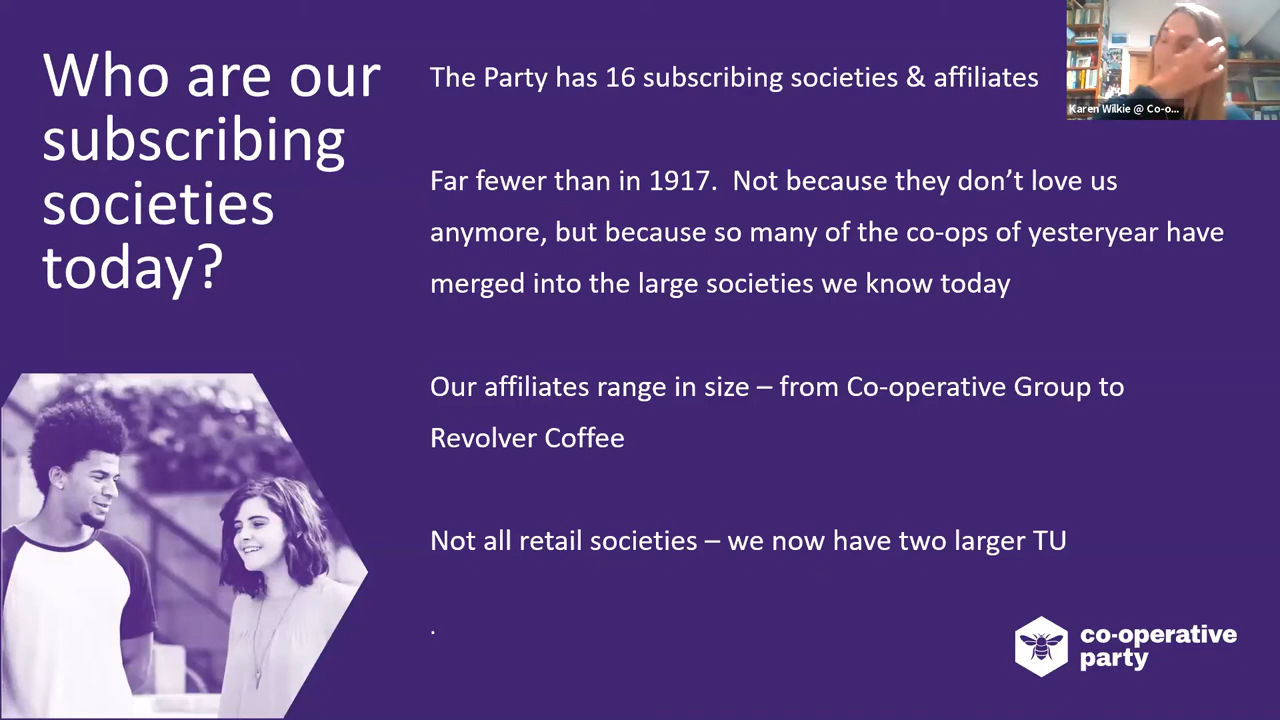 Who are our
subscribing
societies
today?
The Party has 16 subscribing societies & affiliates
Far fewer than in 1917.  Not because they don’t love us
anymore, but because so many of the co-ops of yesteryear have
merged into the large societies we know today
Our affiliates range in size – from Co-operative Group to
Revolver Coffee
Not all retail societies – we now have two larger TU
.
Karen Wilkie @ Co-o...
co-operative
party